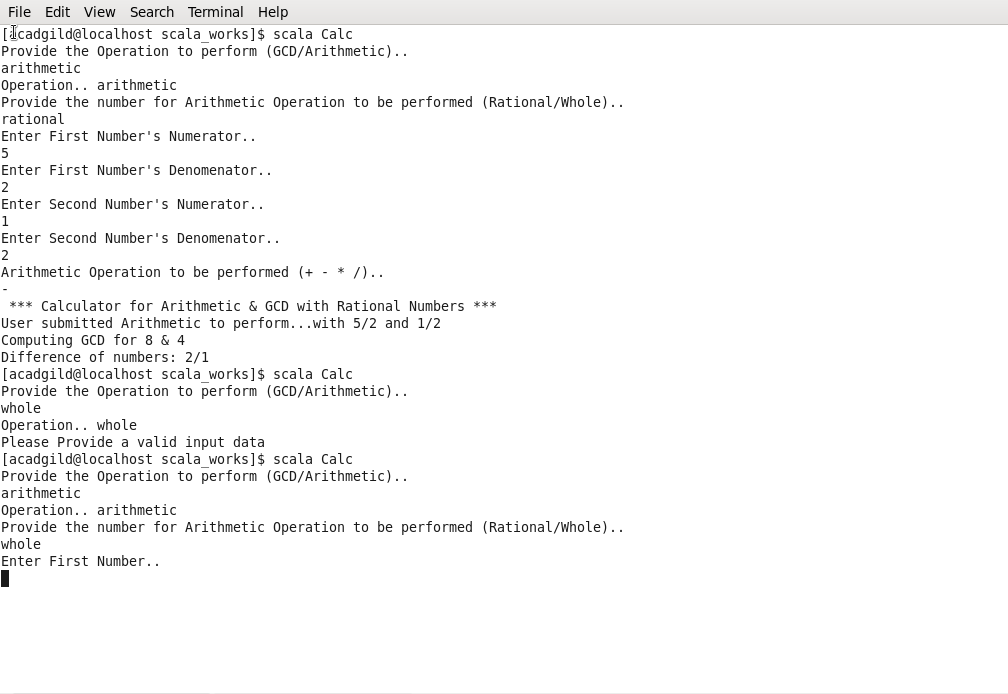 File Edit View Search Terminal Help
[acadgild@localhost scala_works]$ scala Calc
Provide the Operation to perform (GCD/Arithmetic)..
arithmetic
Operation.. arithmetic
Provide the number for Arithmetic Operation to be performed (Rational/Whole)..
rational
Enter First Number's Numerator..
5
Enter First Number's Denomenator..
2
Enter Second Number's Numerator..
1
Enter Second Number's Denomenator..
2
Arithmetic Operation to be performed (+ - * /)..
-
 *** Calculator for Arithmetic & GCD with Rational Numbers ***
User submitted Arithmetic to perform...with 5/2 and 1/2
Computing GCD for 8 & 4
Difference of numbers: 2/1
[acadgild@localhost scala_works]$ scala Calc
Provide the Operation to perform (GCD/Arithmetic)..
whole
Operation.. whole
Please Provide a valid input data
[acadgild@localhost scala_works]$ scala Calc
Provide the Operation to perform (GCD/Arithmetic)..
arithmetic
Operation.. arithmetic
Provide the number for Arithmetic Operation to be performed (Rational/Whole)..
whole
Enter First Number..